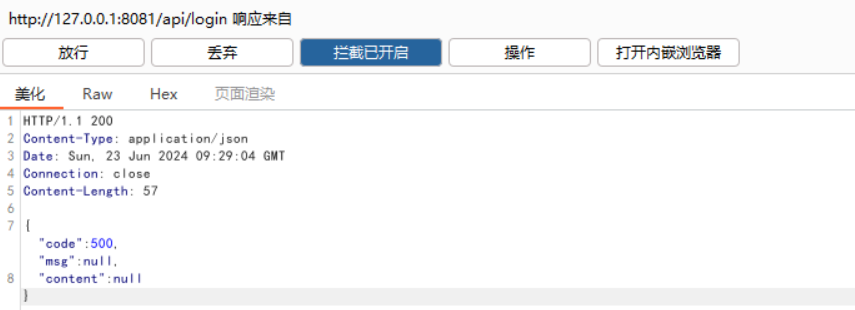 http://127.0.0.1:8081/api/login 响应来自
放行 丢弃 拦截已开启 操作 打开内嵌浏览器
美化 Raw Hex 页面渲染
1 HTTP/1.1 200
2 Content-Type: application/json
3 Date: Sun, 23 Jun 2024 09:29:04 GMT
4 Connection: close
5 Content-Length: 57
6
7 {
"code":500,
"msg":null,
8 "content":null
}